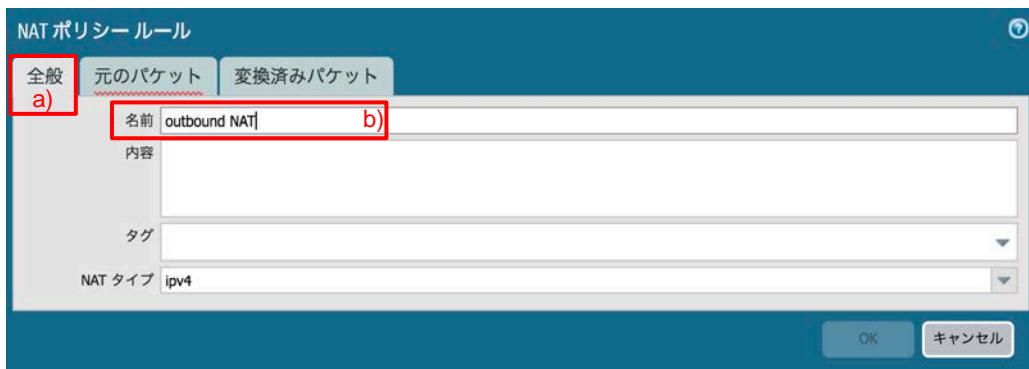 NAT ポリシー ルール
全般 元のパケット 変換済みパケット
a)
名前 outbound NAT b)
内容
タグ
NAT タイプ ipv4
OK キャンセル